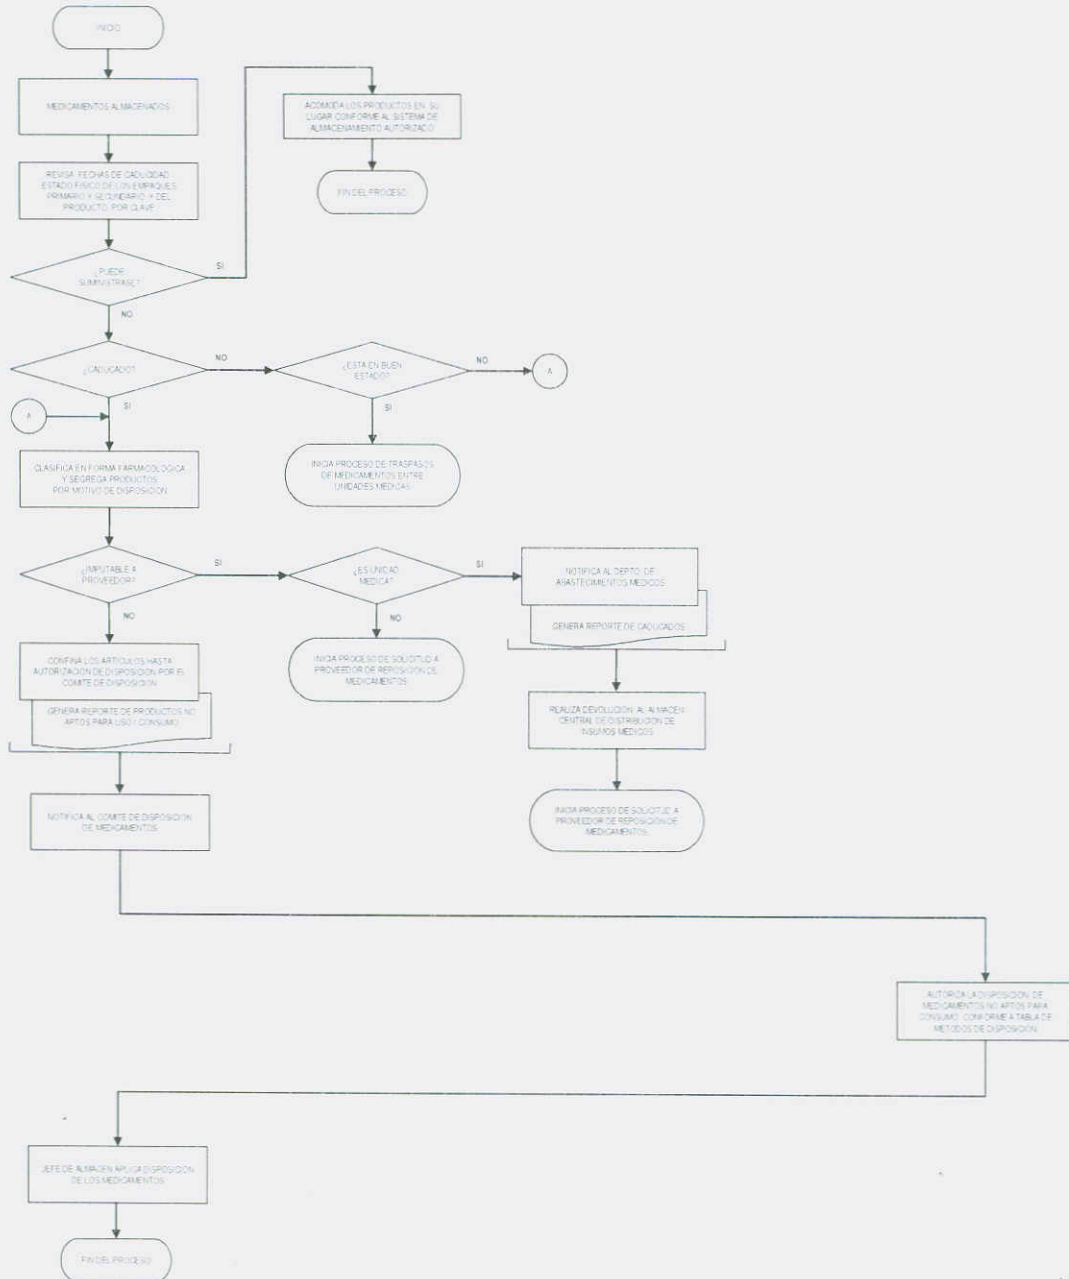 INICIO
MEDICAMENTOS ALMACENADOS
ACOMODA LOS PRODUCTOS EN SU
LUGAR CONFORME AL SISTEMA DE
ALMACENAMIENTO AUTORIZADO
REVISA FECHAS DE CADUCIDAD
ESTADO FISICO DE LOS EMPAQUES
PRIMARIO Y SECUNDARIO Y DEL
PRODUCTO, POR CLAVE
FIN DEL PROCESO
¿PUEDE
SUMINISTRASE?
SI
NO
¿CADUCADO?
NO
¿ESTA EN BUEN
ESTADO?
NO
A
SI
SI
A
CLASIFICA EN FORMA FARMACOLOGICA
Y SEGREGA PRODUCTOS
POR MOTIVO DE DISPOSICION
INICIA PROCESO DE TRASPASOS
DE MEDICAMENTOS ENTRE
UNIDADES MEDICAS
¿IMPUTABLE A
PROVEEDOR?
SI
¿ES UNIDAD
MEDICA?
SI
NOTIFICA AL DEPTO. DE
ABASTECIMIENTOS MEDICOS
GENERA REPORTE DE CADUCADOS
NO
NO
CONFINA LOS ARTICULOS HASTA
AUTORIZACION DE DISPOSICION POR EL
COMITE DE DISPOSICION
GENERA REPORTE DE PRODUCTOS NO
APTOS PARA USO / CONSUMO
INICIA PROCESO DE SOLICITUD A
PROVEEDOR DE REPOSICION DE
MEDICAMENTOS
REALIZA DEVOLUCION AL ALMACEN
CENTRAL DE DISTRIBUCION DE
INSUMOS MEDICOS
NOTIFICA AL COMITE DE DISPOSICION
DE MEDICAMENTOS
INICIA PROCESO DE SOLICITUD A
PROVEEDOR DE REPOSICION DE
MEDICAMENTOS
AUTORIZA LA DISPOSICION DE
MEDICAMENTOS NO APTOS PARA
CONSUMO, CONFORME A TABLA DE
METODOS DE DISPOSICION
JEFE DE ALMACEN APLICA DISPOSICION
DE LOS MEDICAMENTOS
FIN DEL PROCESO